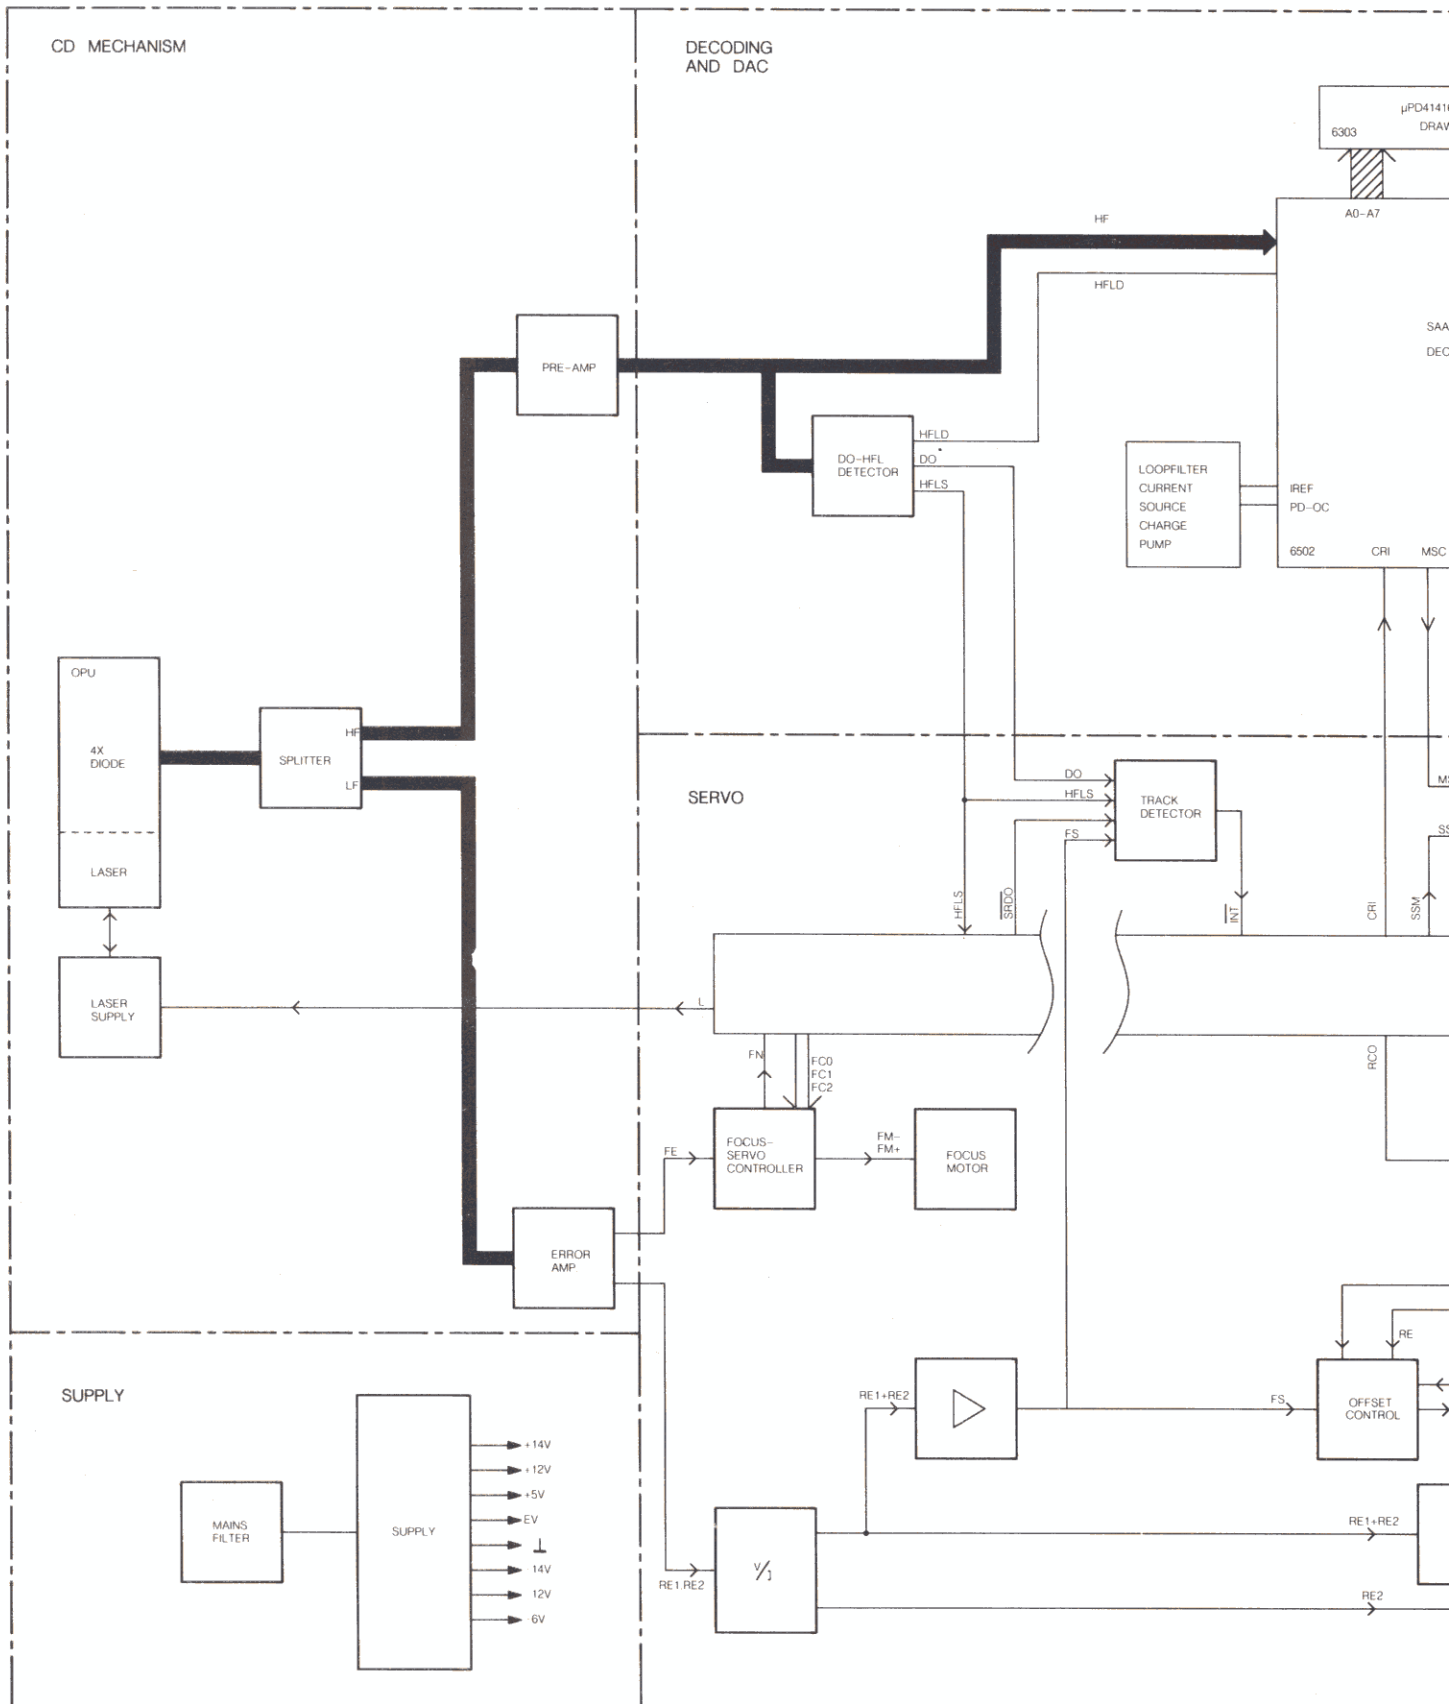 CD MECHANISM
DECODING
AND DAC
6303
A0-A7
HF
HFLD
PRE-AMP
DO-HFL
DETECTOR
HFLD
DO
HFLS
LOOPFILTER
CURRENT
SOURCE
CHARGE
PUMP
IREF
PD-OC
6502
CRI
MSC
OPU
4X
DIODE
LASER
SPLITTER
HF
LF
LASER
SUPPLY
SERVO
DO
HFLS
FS
TRACK
DETECTOR
HFLS
SRDO
INT
CRI
SSM
L
FN
FC0
FC1
FC2
RCO
FE
FOCUS-
SERVO
CONTROLLER
FM-
FM+
FOCUS
MOTOR
ERROR
AMP.
RE
RE1+RE2
FS
OFFSET
CONTROL
RE1.RE2
V/J
RE1+RE2
RE2
SUPPLY
MAINS
FILTER
SUPPLY
+14V
+12V
+5V
EV
14V
12V
6V